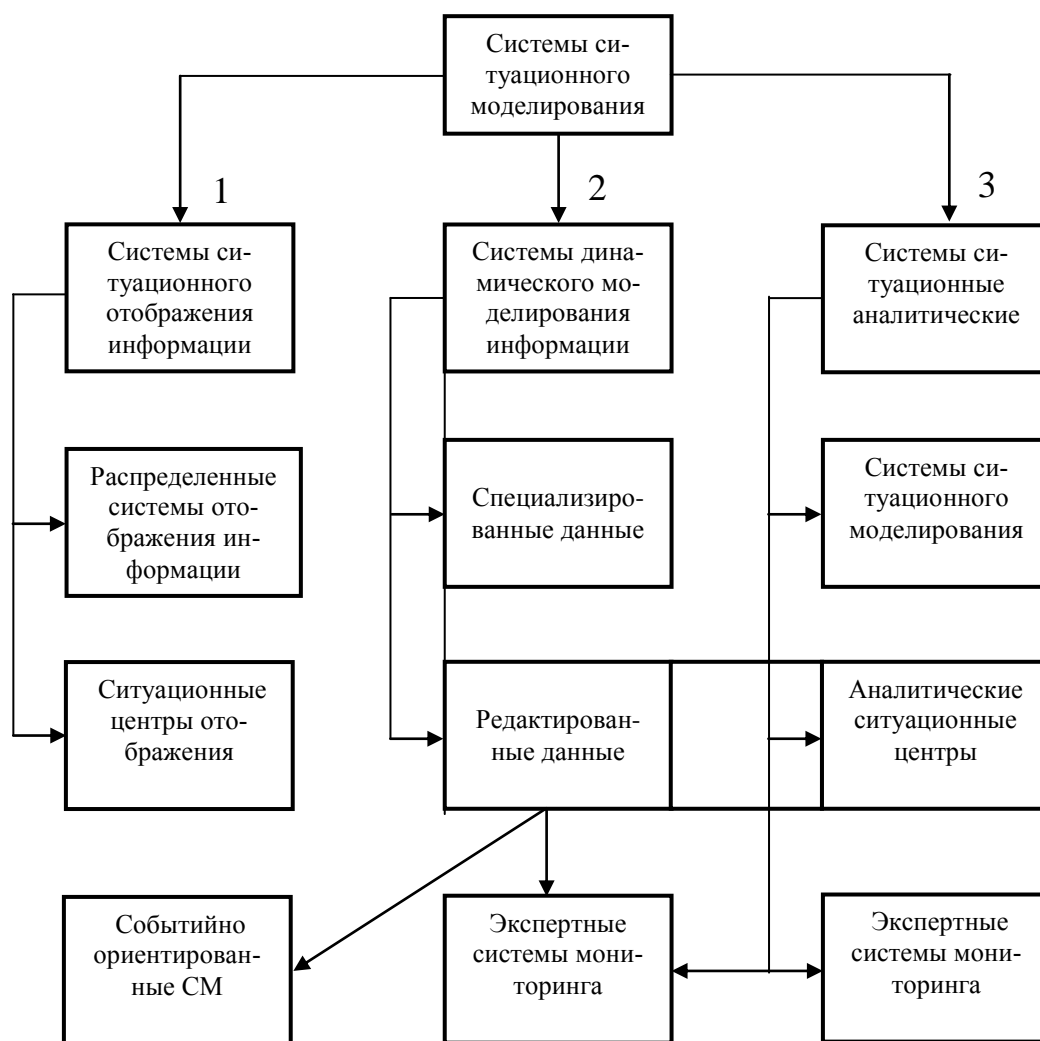 Системы си-
туационного
моделирования
1
2
3
Системы си-
туационного
отображения
информации
Системы дина-
мического мо-
делирования
информации
Системы си-
туационные
аналитические
Распределенные
системы ото-
бражения ин-
формации
Специализиро-
ванные данные
Системы си-
туационного
моделирования
Ситуационные
центры ото-
бражения
Редактирован-
ные данные
Аналитические
ситуационные
центры
Событийно
ориентирован-
ные СМ
Экспертные
системы мони-
торинга
Экспертные
системы мони-
торинга